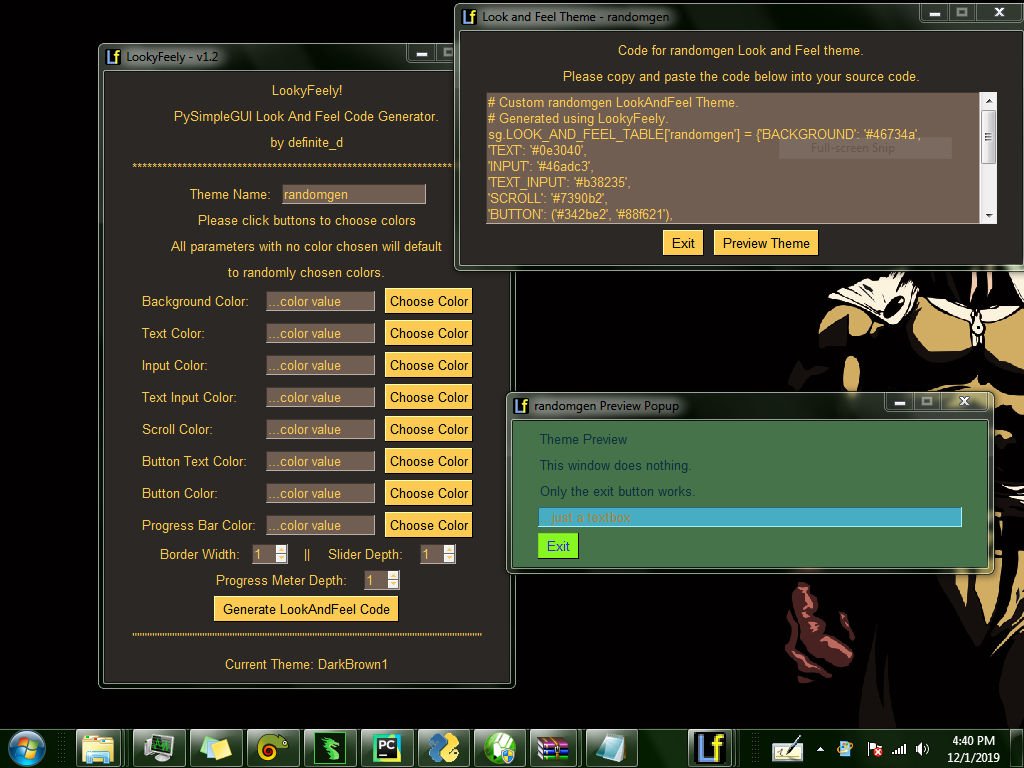 LookyFeely - v1.2
LookyFeely!
PySimpleGUI Look And Feel Code Generator.
by definite_d
Theme Name: randomgen
Please click buttons to choose colors
All parameters with no color chosen will default
to randomly chosen colors.
Background Color: ...color value Choose Color
Text Color: ...color value Choose Color
Input Color: ...color value Choose Color
Text Input Color: ...color value Choose Color
Scroll Color: ...color value Choose Color
Button Text Color: ...color value Choose Color
Button Color: ...color value Choose Color
Progress Bar Color: ...color value Choose Color
Border Width: 1 || Slider Depth: 1
Progress Meter Depth: 1
Generate LookAndFeel Code
Current Theme: DarkBrown1
Look and Feel Theme - randomgen
Code for randomgen Look and Feel theme.
Please copy and paste the code below into your source code.
# Custom randomgen LookAndFeel Theme.
# Generated using LookyFeely.
sg.LOOK_AND_FEEL_TABLE['randomgen'] = {'BACKGROUND': '#46734a',
'TEXT': '#0e3040',
'INPUT': '#46adc3',
'TEXT_INPUT': '#b38235',
'SCROLL': '#7390b2',
'BUTTON': ('#342be2', '#88f621'),
Full-screen Snip
Exit Preview Theme
randomgen Preview Popup
Theme Preview
This window does nothing.
Only the exit button works.
just a textbox
Exit
Lf
PC
4:40 PM
12/1/2019